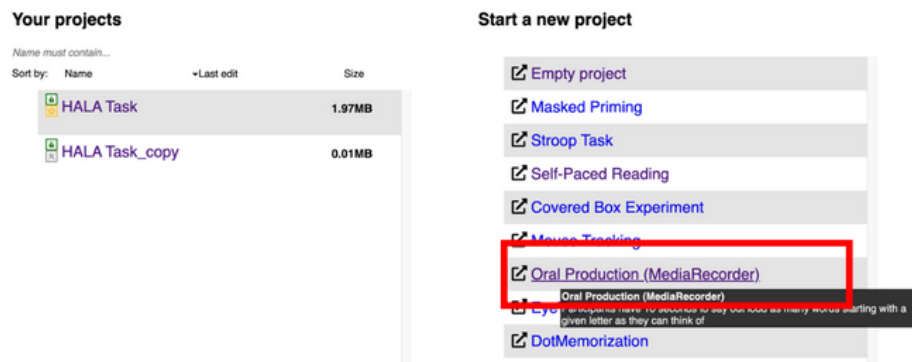 Your projects
Name must contain...
Sort by: Name ▾Last edit Size
HALA Task 1.97MB
HALA Task_copy 0.01MB
Start a new project
Empty project
Masked Priming
Stroop Task
Self-Paced Reading
Covered Box Experiment
Mouse Tracking
Oral Production (MediaRecorder)
Oral Production (MediaRecorder)
Eye
Participants have 10 seconds to say out loud as many words starting with a
given letter as they can think of
DotMemorization